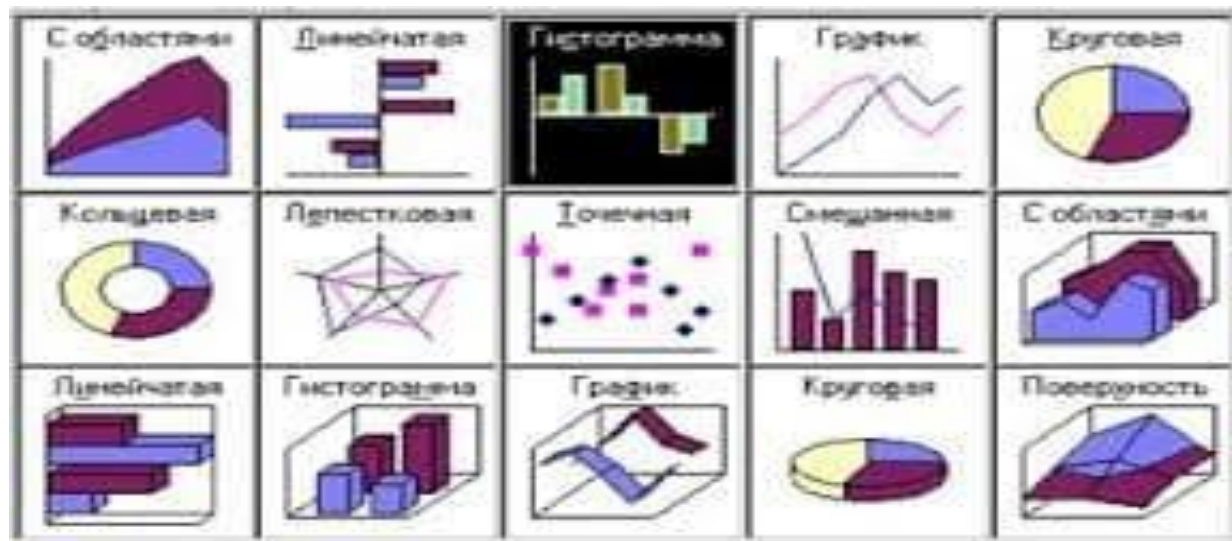 С областями
Линейчатая
Гистограмма
График
Круговая
Кольцевая
Лепестковая
Точечная
Смешанная
С областями
Линейчатая
Гистограмма
График
Круговая
Поверхность